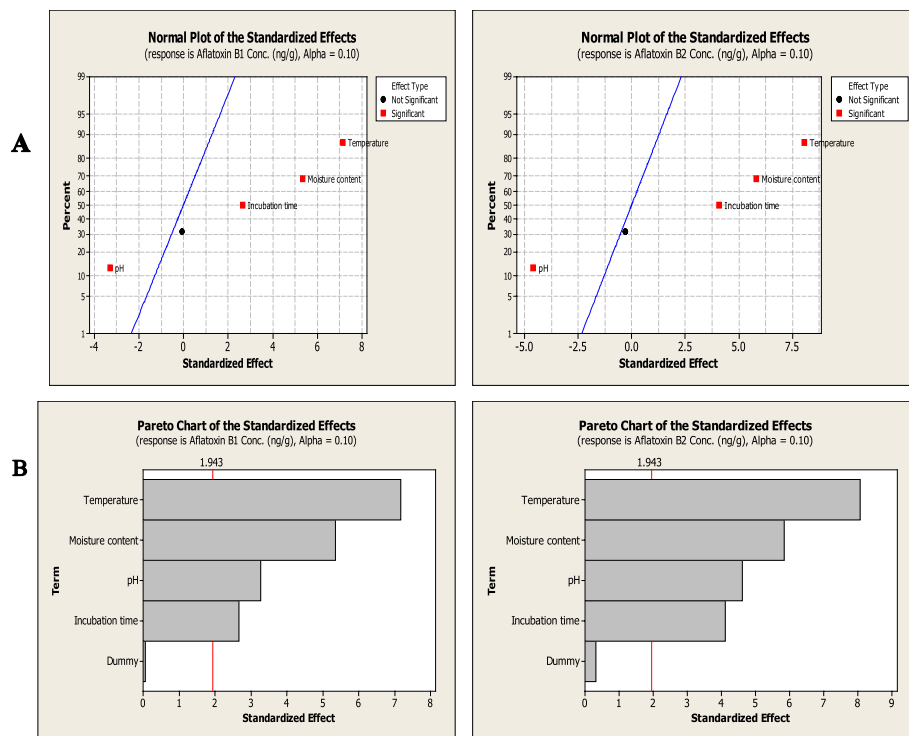 A
Normal Plot of the Standardized Effects
(response is Aflatoxin B1 Conc. (ng/g), Alpha = 0.10)
Effect Type
Not Significant
Significant
Percent
99
95
90
80
70
60
50
40
30
20
10
5
1
Temperature
Moisture content
Incubation time
pH
-4 -2 0 2 4 6 8
Standardized Effect
Normal Plot of the Standardized Effects
(response is Aflatoxin B2 Conc. (ng/g), Alpha = 0.10)
Effect Type
Not Significant
Significant
Percent
99
95
90
80
70
60
50
40
30
20
10
5
1
Temperature
Moisture content
Incubation time
pH
-5.0 -2.5 0.0 2.5 5.0 7.5
Standardized Effect
B
Pareto Chart of the Standardized Effects
(response is Aflatoxin B1 Conc. (ng/g), Alpha = 0.10)
1.943
Term
Temperature
Moisture content
pH
Incubation time
Dummy
0 1 2 3 4 5 6 7 8
Standardized Effect
Pareto Chart of the Standardized Effects
(response is Aflatoxin B2 Conc. (ng/g), Alpha = 0.10)
1.943
Term
Temperature
Moisture content
pH
Incubation time
Dummy
0 1 2 3 4 5 6 7 8 9
Standardized Effect